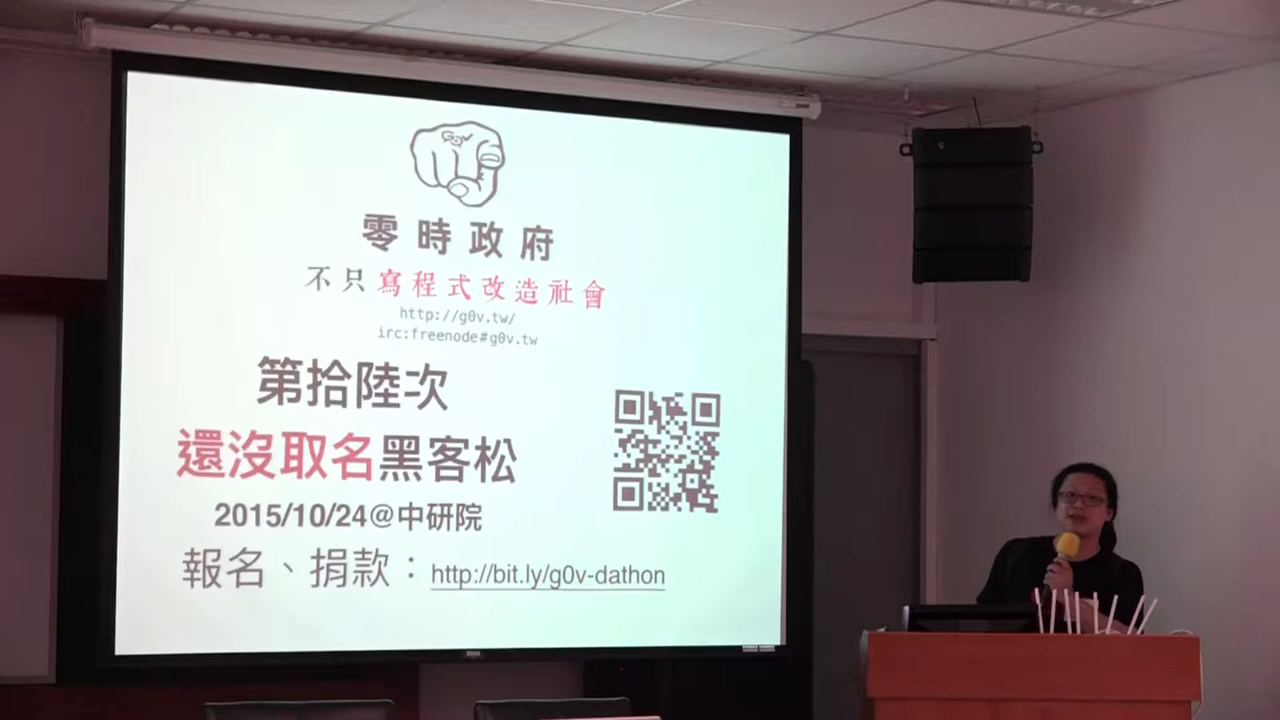 g0v
零時政府
不只寫程式改造社會
http://g0v.tw/
irc:freenode#g0v.tw
第拾陸次
還沒取名黑客松
2015/10/24@中研院
報名、捐款：http://bit.ly/g0v-dathon